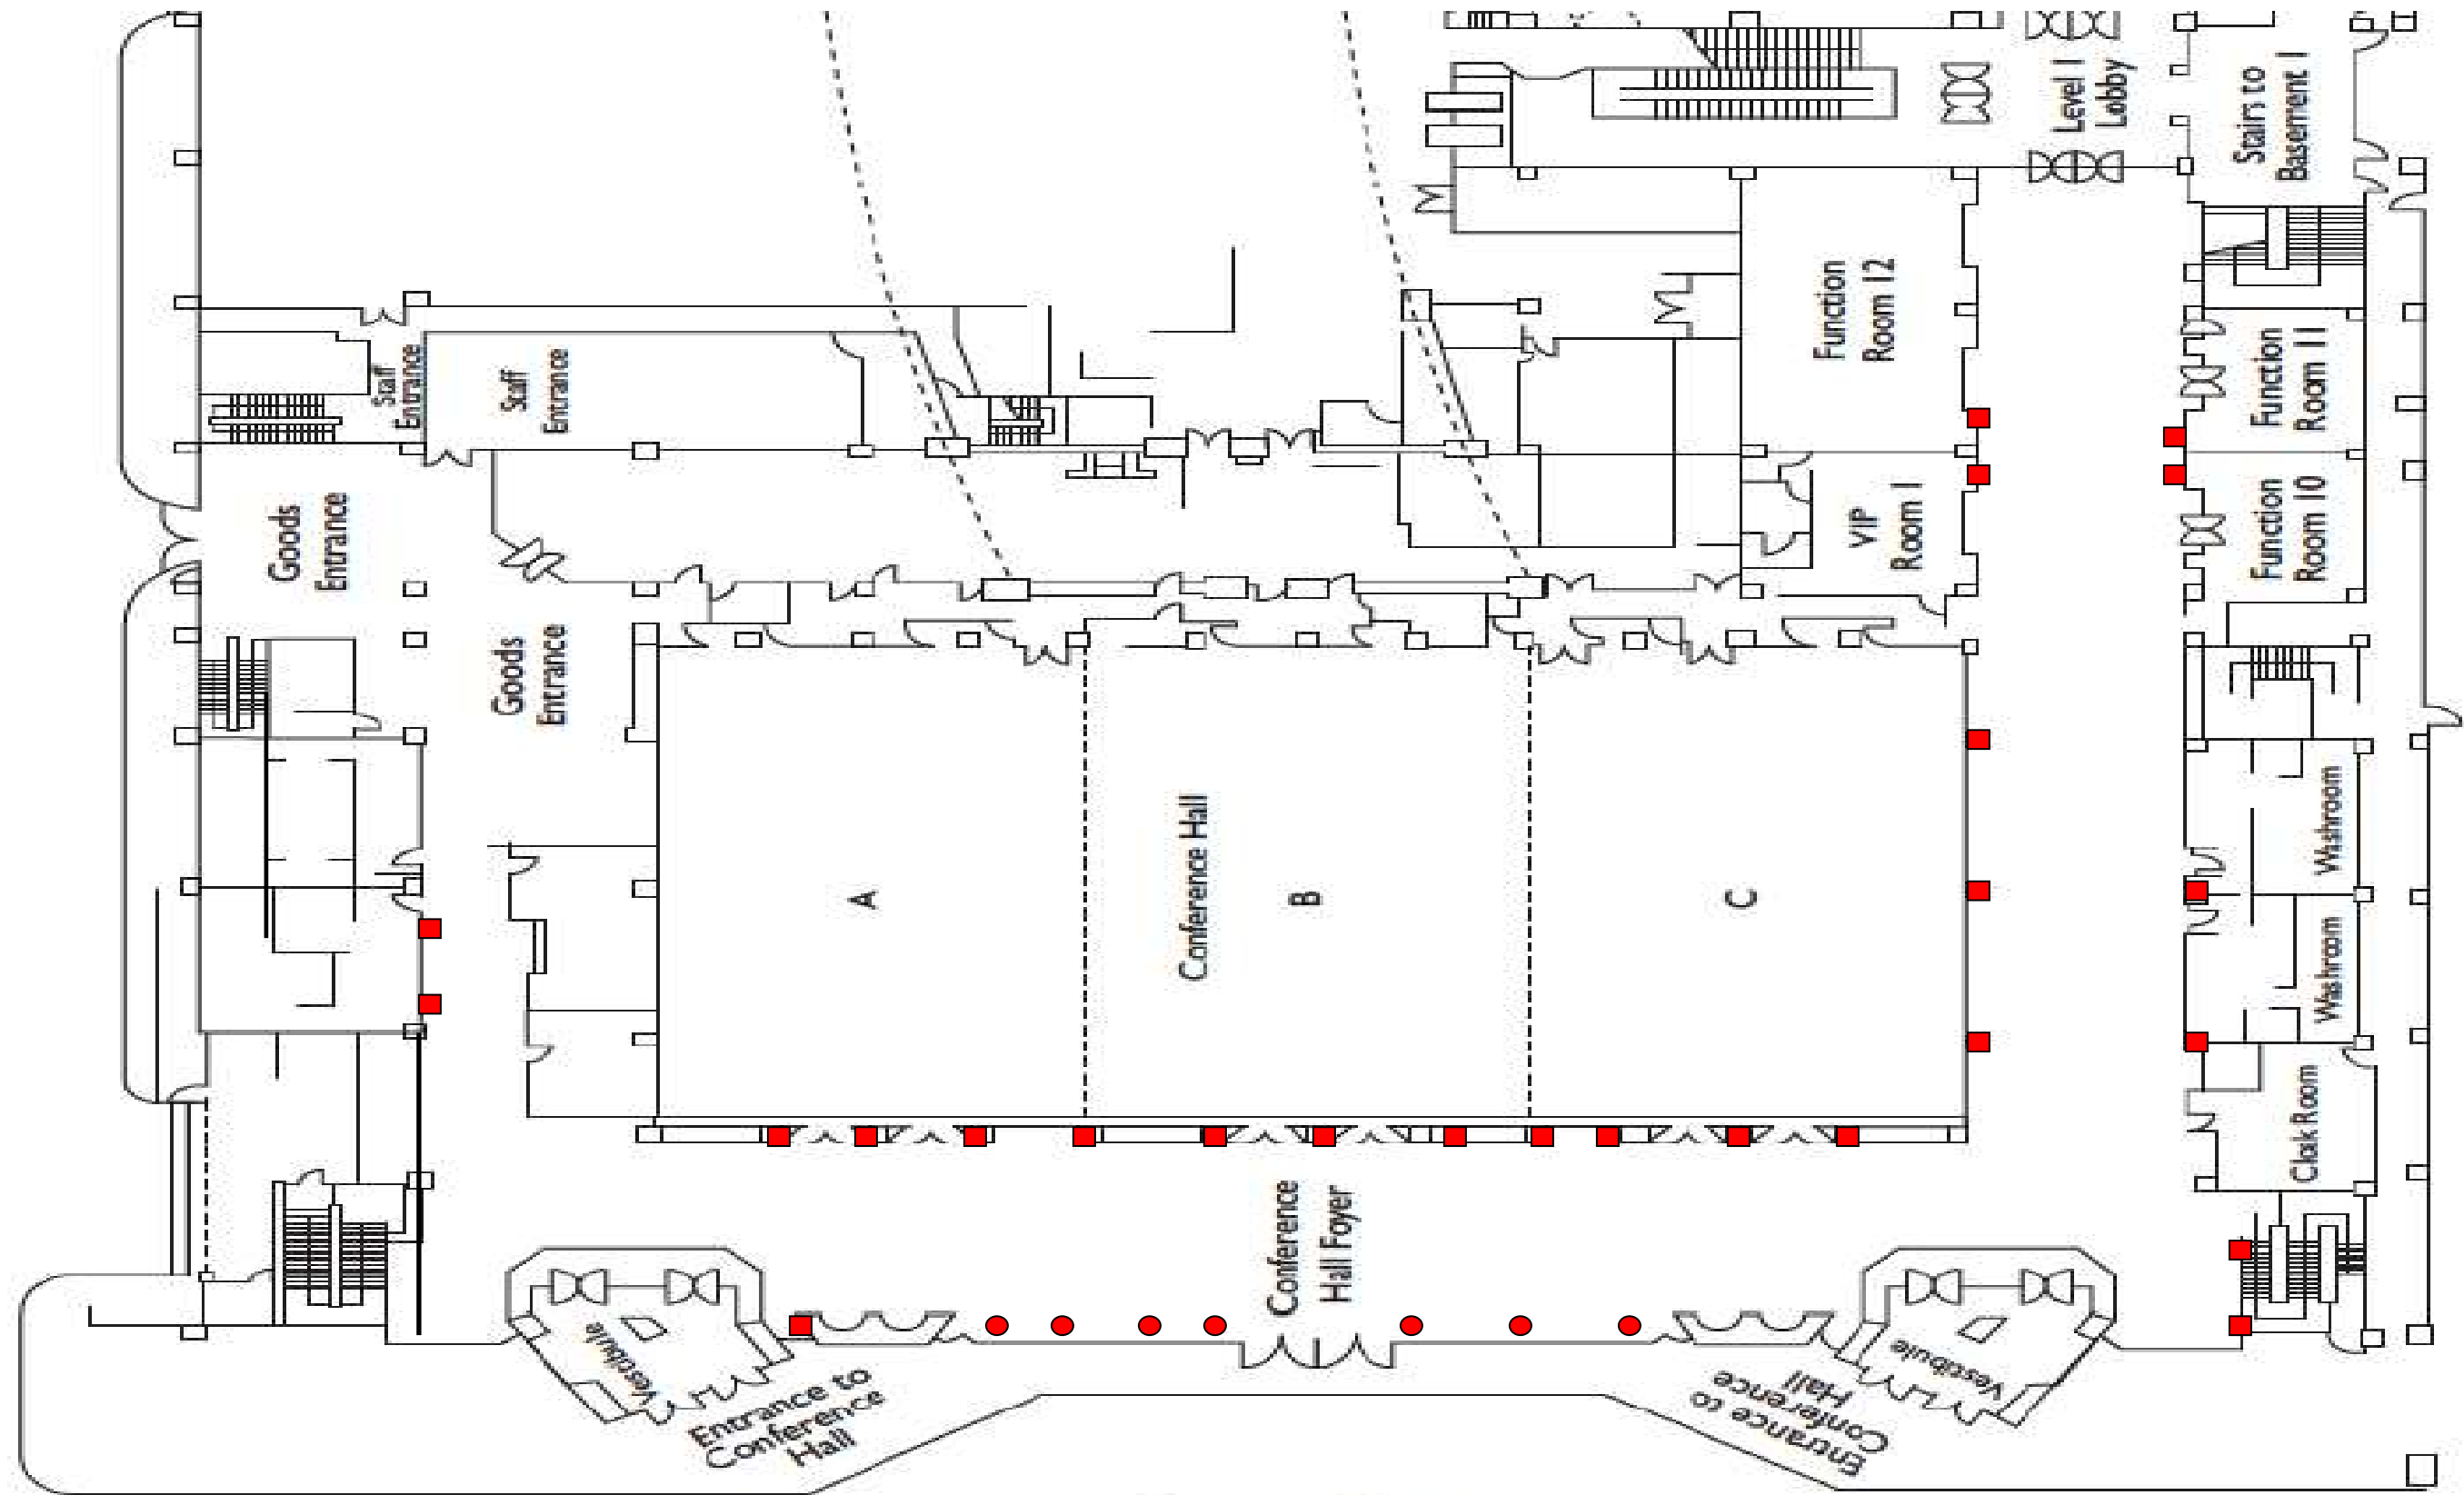 Level 1
Lobby
Stairs to
Basement 1
Function
Room 12
Function
Room 11
Staff
Entrance
Staff
Entrance
Goods
Entrance
VIP
Room 1
Function
Room 10
Goods
Entrance
Conference Hall
A
B
C
Washroom
Washroom
Cloak Room
Conference
Hall Foyer
Vestibule
Entrance to
Conference
Hall
Vestibule
Entrance to
Conference
Hall